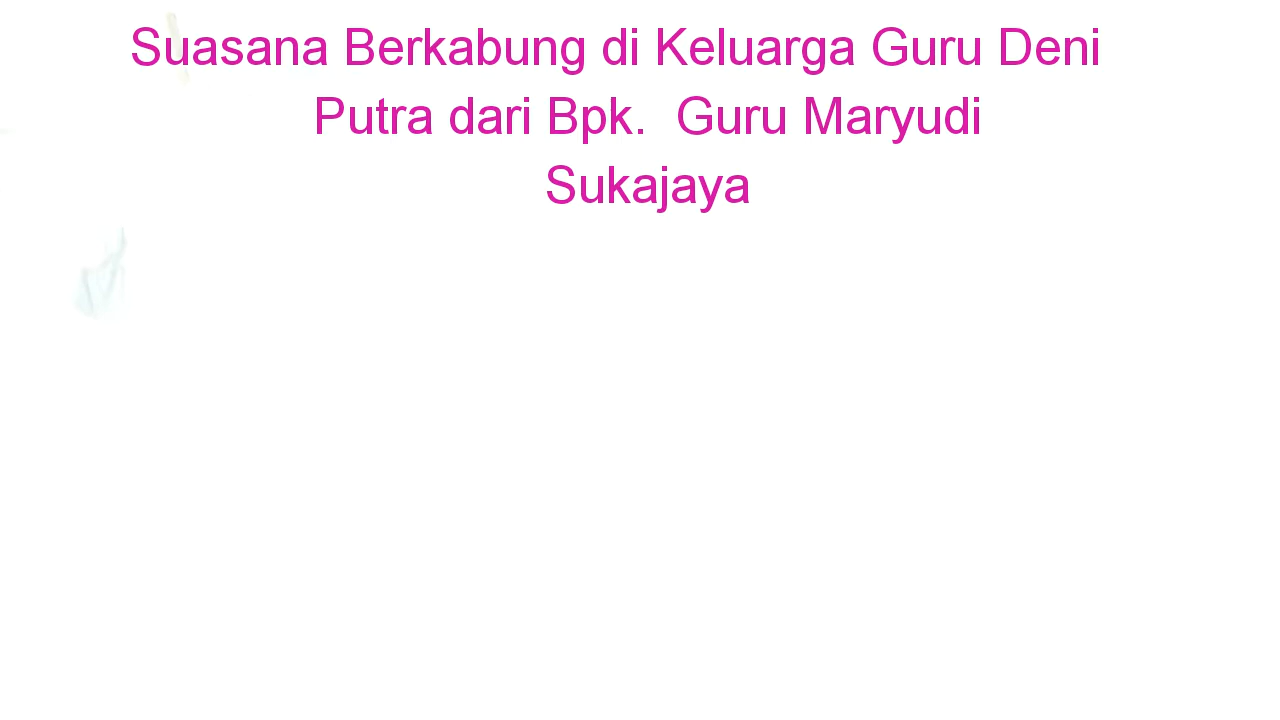 Suasana Berkabung di Keluarga Guru Deni
Putra dari Bpk.  Guru Maryudi
Sukajaya